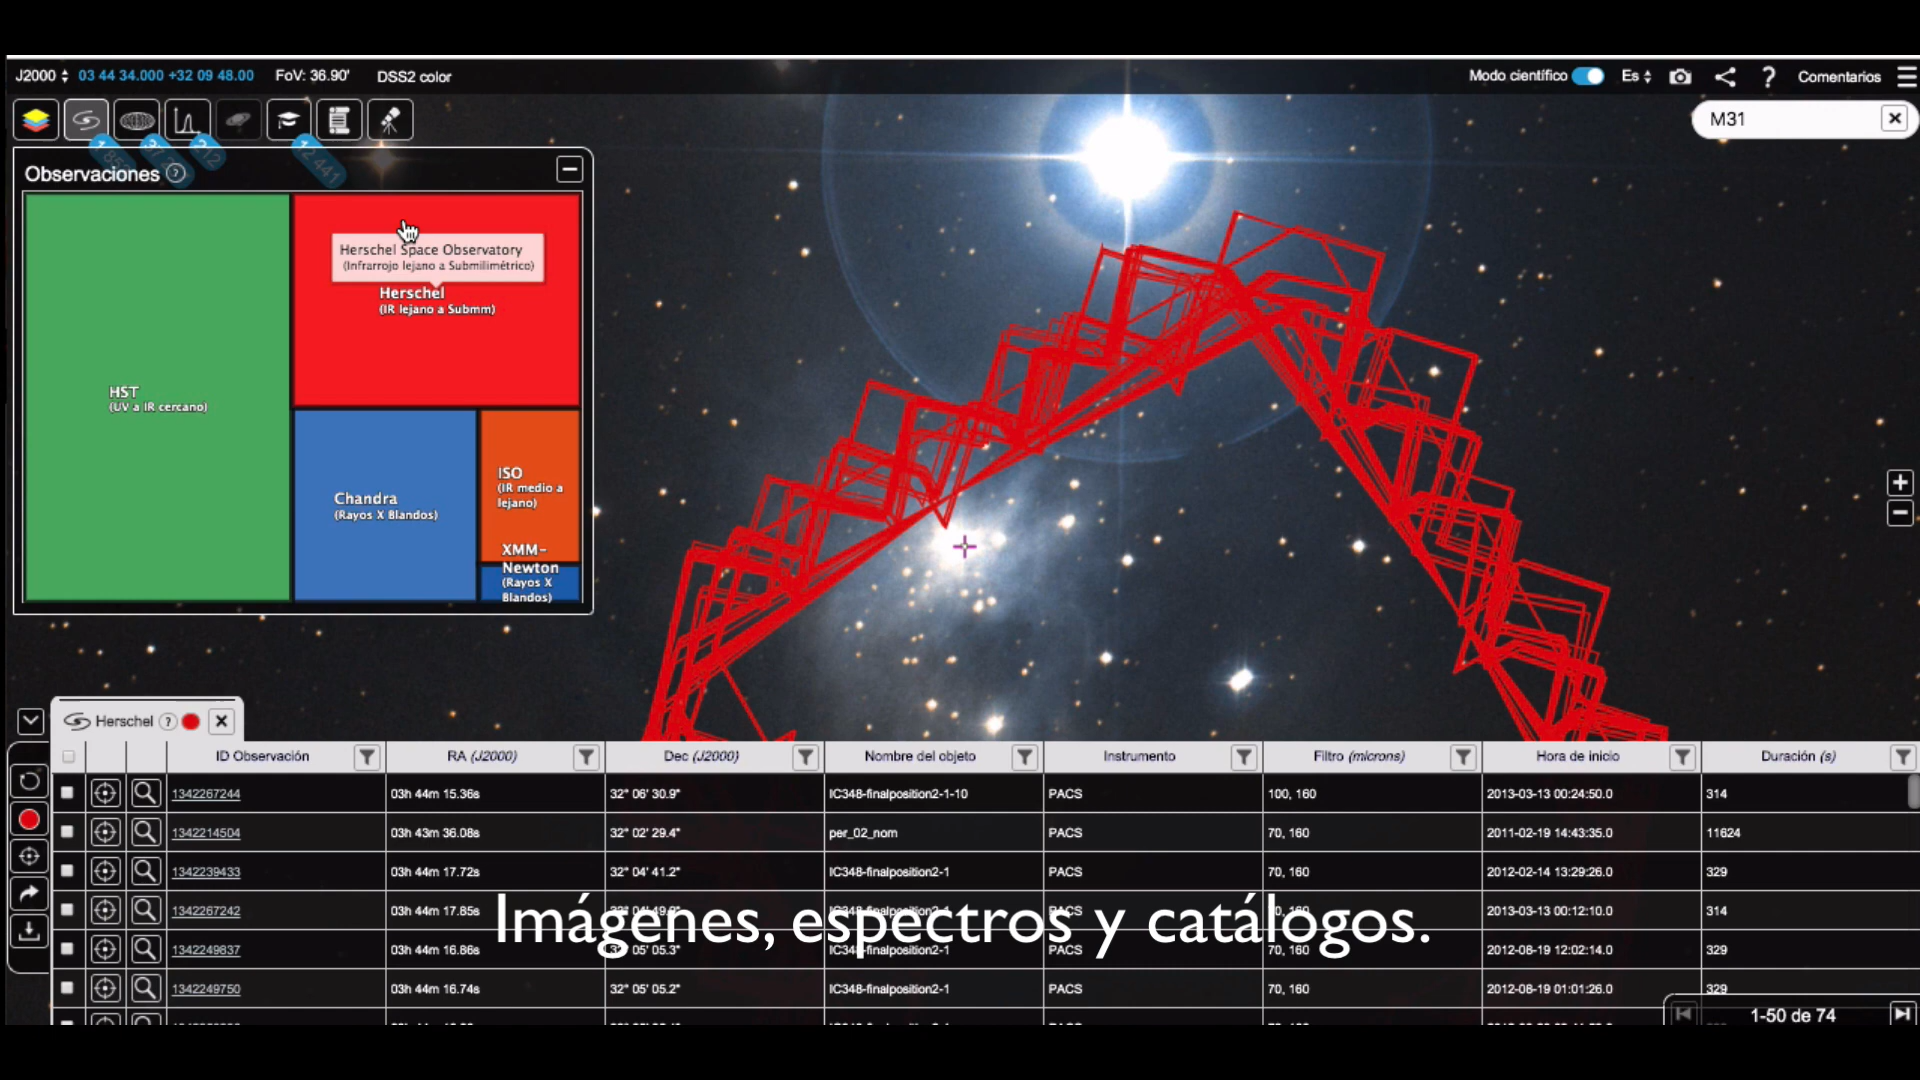 J2000 03 44 34.000 +32 09 48.00 FoV: 36.90' DSS2 color
Modo científico Es ? Comentarios
M31
Observaciones ?
Herschel Space Observatory
(Infrarrojo lejano a Submilimétrico)
Herschel
(IR lejano a Submm)
HST
(UV a IR cercano)
Chandra
(Rayos X Blandos)
ISO
(IR medio a
lejano)
XMM-
Newton
(Rayos X
Blandos)
Herschel ?
ID Observación RA (J2000) Dec (J2000) Nombre del objeto Instrumento Filtro (microns) Hora de inicio Duración (s)
1342267244 03h 44m 15.36s 32° 06' 30.9" IC348-finalposition2-1-10 PACS 100, 160 2013-03-13 00:24:50.0 314
1342214504 03h 43m 36.08s 32° 02' 29.4" per_02_nom PACS 70, 160 2011-02-19 14:43:35.0 11624
1342239433 03h 44m 17.72s 32° 04' 41.2" IC348-finalposition2-1 PACS 70, 160 2012-02-14 13:29:26.0 329
1342267242 03h 44m 17.85s PACS 2013-03-13 00:12:10.0 314
Imágenes, espectros y catálogos.
1342249837 03h 44m 16.86s 32° 05' 05.3" IC348-finalposition2-1 PACS 70, 160 2012-08-19 12:02:14.0 329
1342249750 03h 44m 16.74s 32° 05' 05.2" IC348-finalposition2-1 PACS 70, 160 2012-08-19 01:01:26.0 329
1-50 de 74